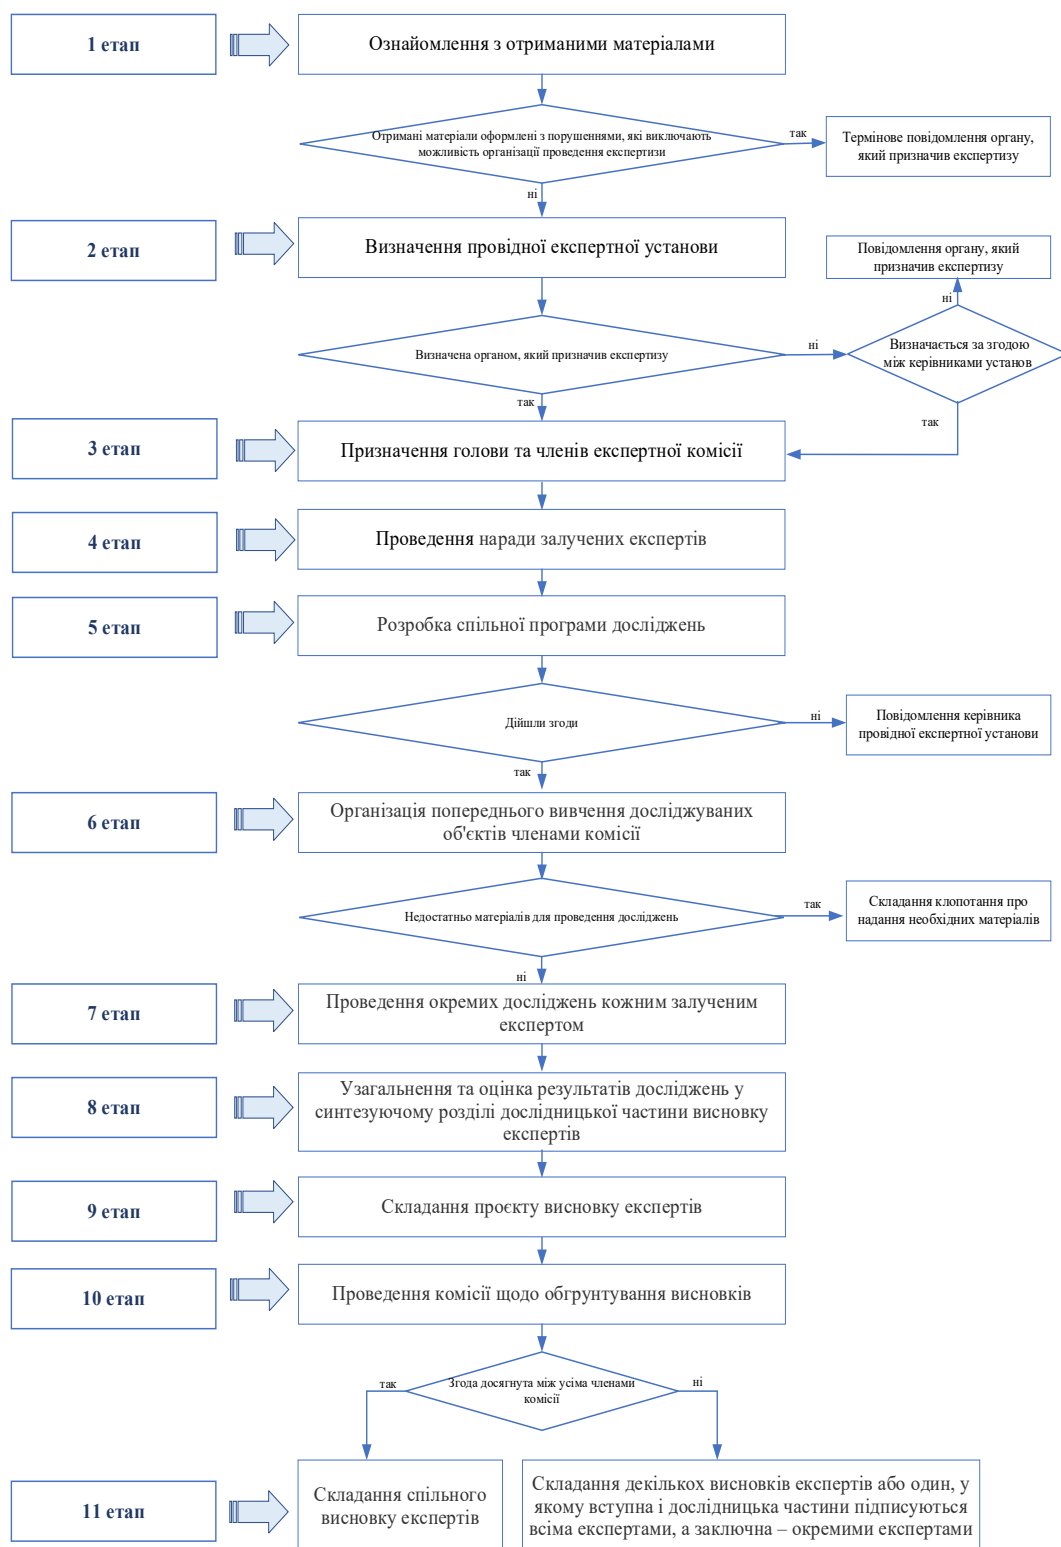 1 етап
Ознайомлення з отриманими матеріалами
Отримані матеріали оформлені з порушеннями, які виключають
можливість організації проведення експертизи
так
Термінове повідомлення органу,
який призначив експертизу
ні
2 етап
Визначення провідної експертної установи
Повідомлення органу, який
призначив експертизу
ні
Визначена органом, який призначив експертизу
ні
Визначається за згодою
між керівниками установ
так
так
3 етап
Призначення голови та членів експертної комісії
4 етап
Проведення наради залучених експертів
5 етап
Розробка спільної програми досліджень
Дійшли згоди
ні
Повідомлення керівника
провідної експертної установи
так
6 етап
Організація попереднього вивчення досліджуваних
об'єктів членами комісії
Недостатньо матеріалів для проведення досліджень
так
Складання клопотання про
надання необхідних матеріалів
ні
7 етап
Проведення окремих досліджень кожним залученим
експертом
8 етап
Узагальнення та оцінка результатів досліджень у
синтезуючому розділі дослідницької частини висновку
експертів
9 етап
Складання проєкту висновку експертів
10 етап
Проведення комісії щодо обгрунтування висновків
так
Згода досягнута між усіма членами
комісії
ні
11 етап
Складання спільного
висновку експертів
Складання декількох висновків експертів або один, у
якому вступна і дослідницька частини підписуються
всіма експертами, а заключна – окремими експертами